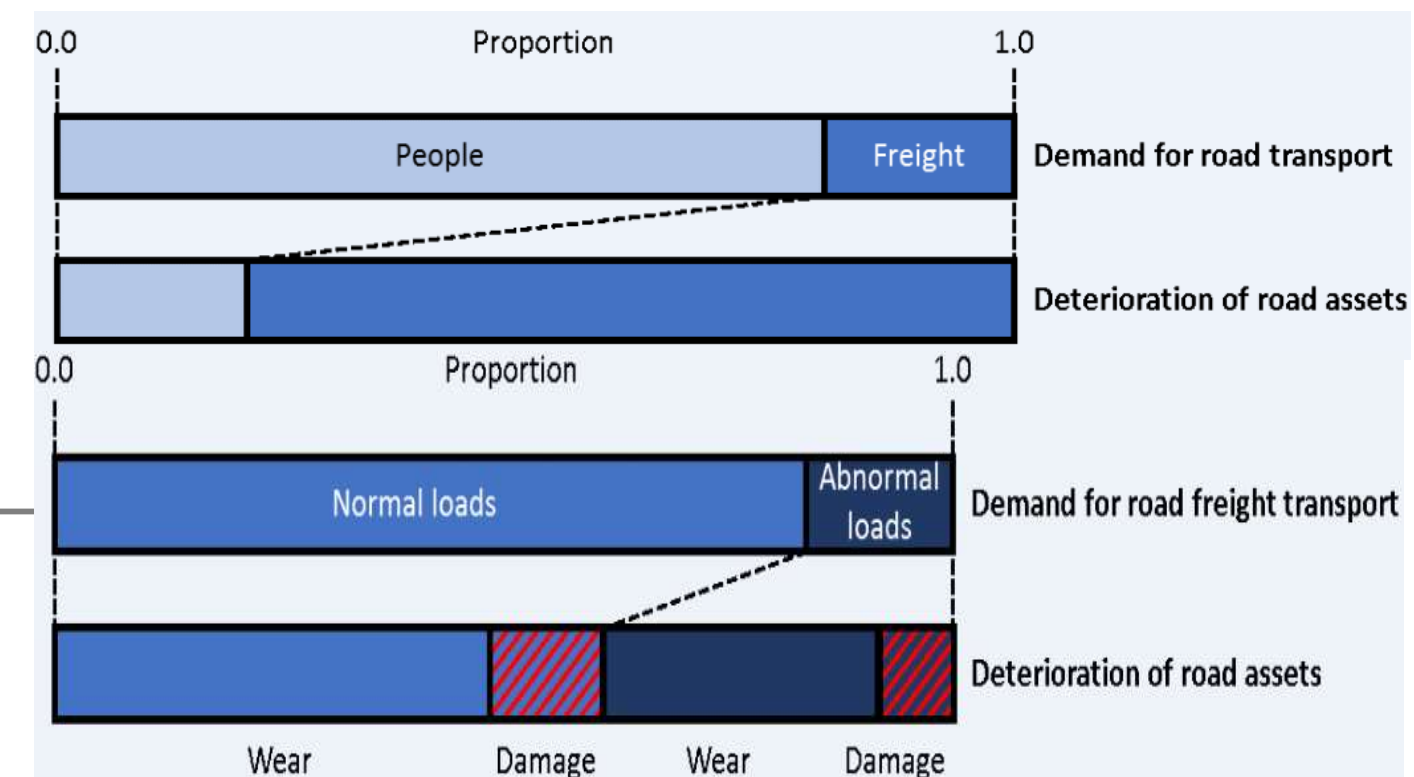 0.0 Proportion 1.0
People Freight Demand for road transport
Deterioration of road assets
0.0 Proportion 1.0
Normal loads Abnormal loads Demand for road freight transport
Deterioration of road assets
Wear Damage Wear Damage